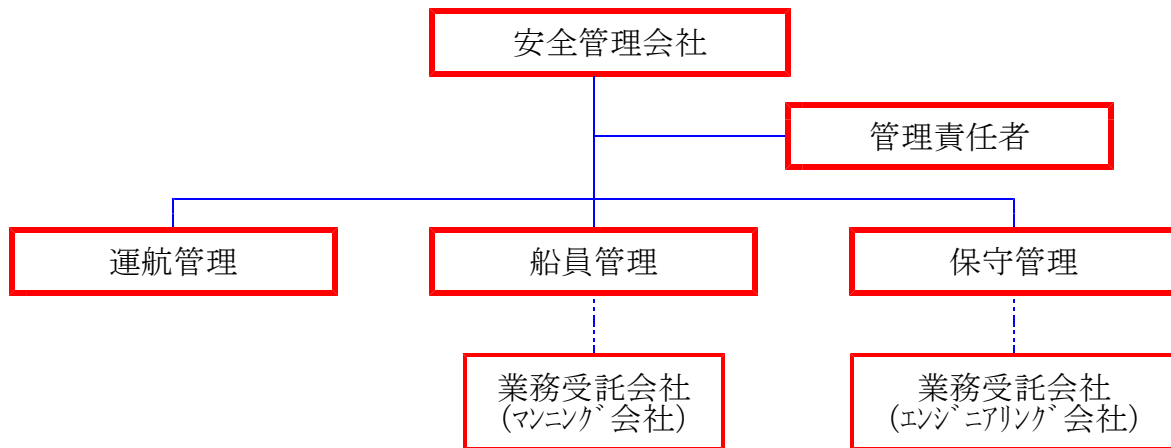 安全管理会社
管理責任者
運航管理
船員管理
保守管理
業務受託会社
(ﾏﾝﾆﾝｸﾞ会社)
業務受託会社
(ｴﾝｼﾞﾆｱﾘﾝｸﾞ会社)